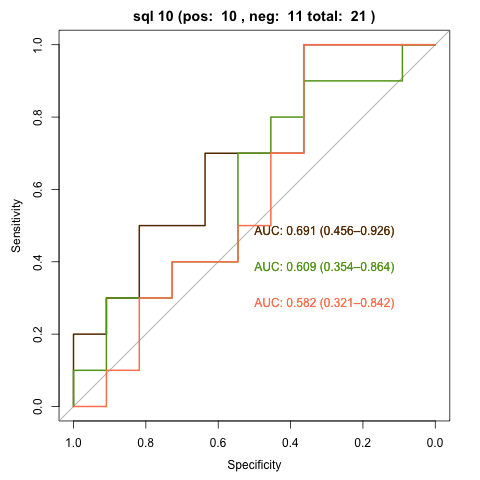 sql 10 (pos:  10 , neg:  11 total:  21 )
Sensitivity
1.0
0.8
0.6
0.4
0.2
0.0
AUC: 0.691 (0.456–0.926)
AUC: 0.609 (0.354–0.864)
AUC: 0.582 (0.321–0.842)
1.0 0.8 0.6 0.4 0.2 0.0
Specificity